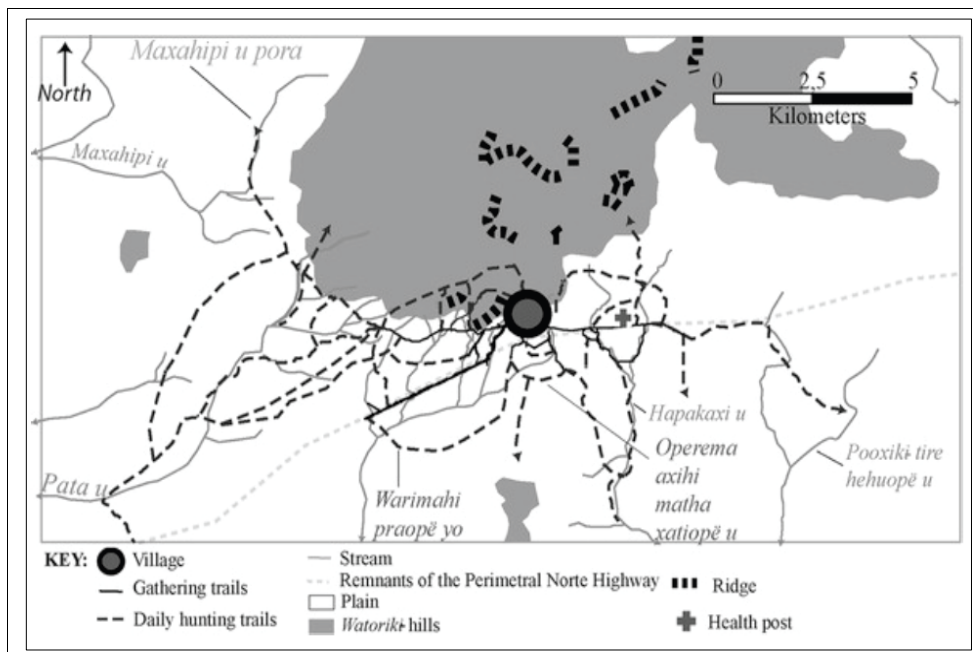 Maxahipi u pora
North
0 2,5 5
Kilometers
Maxahipi u
Hapakaxi u
Operema
axihi
matha
xatiopë u
Pooxiki̵ tire
hehuopë u
Pata u
Warimahi
praopë yo
KEY:
Village
Gathering trails
Daily hunting trails
Stream
Remnants of the Perimetral Norte Highway
Plain
Watoriki̵ hills
Ridge
Health post